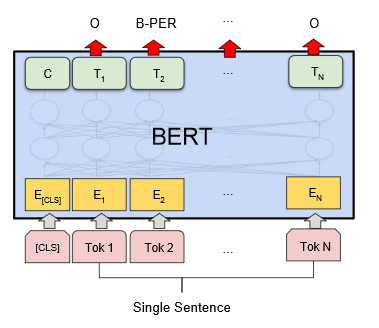 O B-PER ... O
C T1 T2 ... TN
BERT
E[CLS] E1 E2 ... EN
[CLS] Tok 1 Tok 2 ... Tok N
Single Sentence